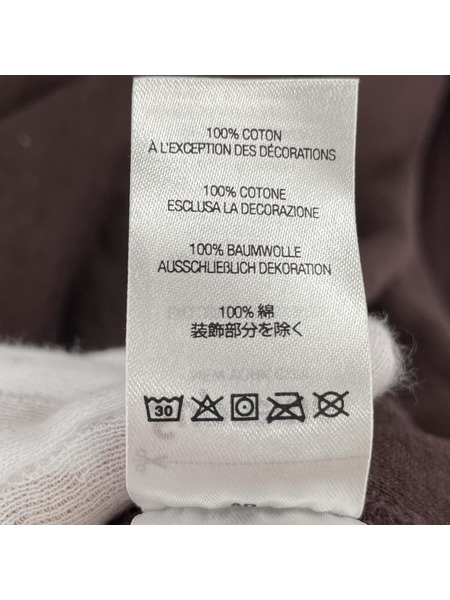 100% COTON
À L'EXCEPTION DES DÉCORATIONS
100% COTONE
ESCLUSA LA DECORAZIONE
100% BAUMWOLLE
AUSSCHLIEßLICH DEKORATION
100% 綿
装飾部分を除く
30